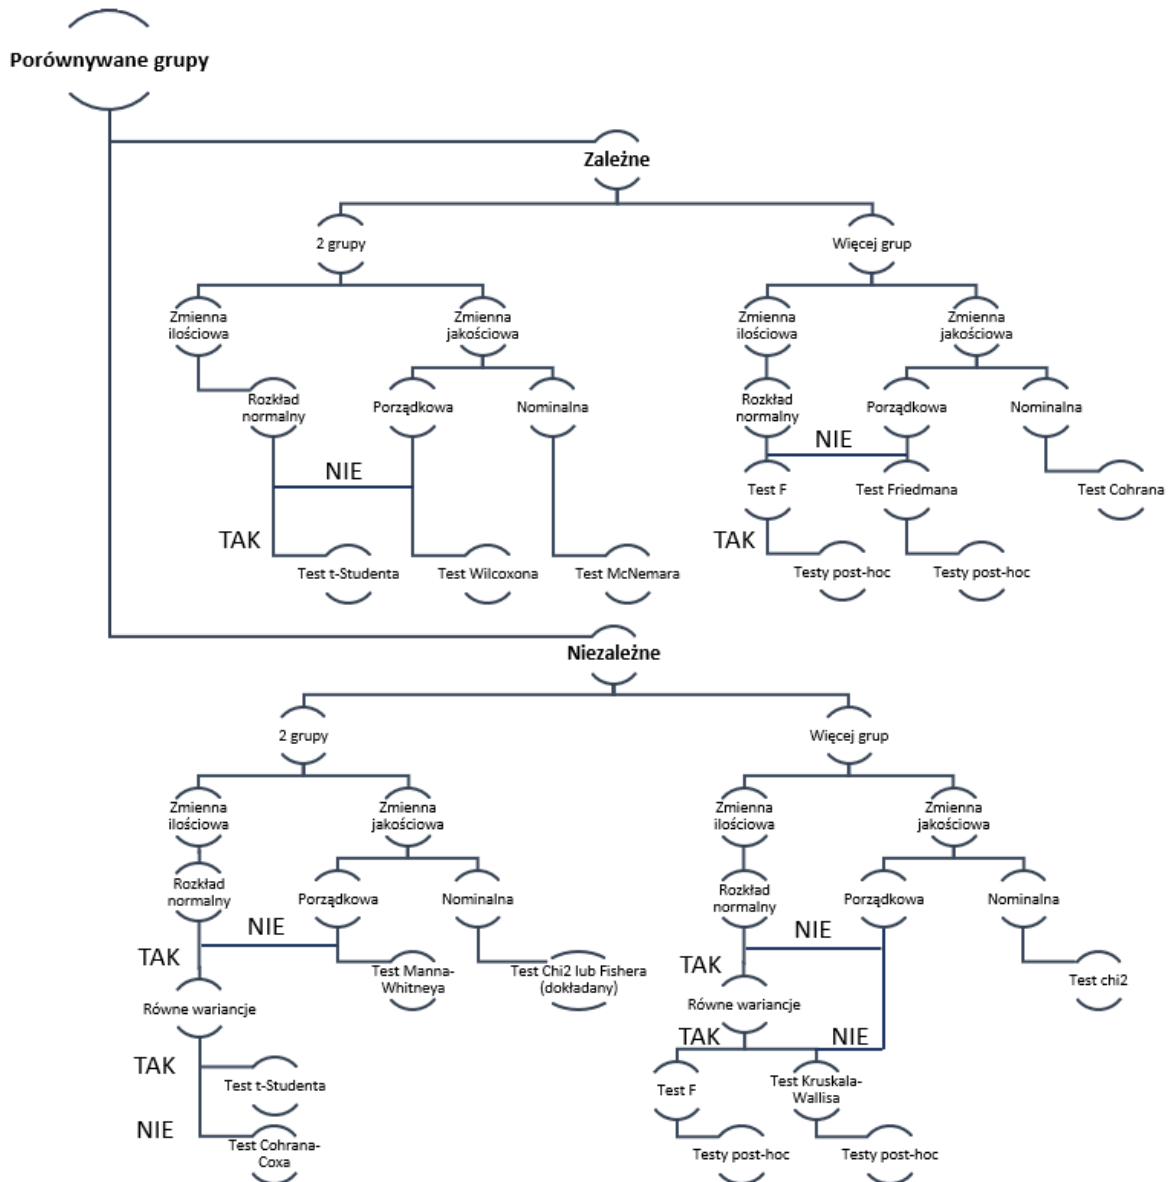 Porównywane grupy
Zależne
2 grupy
Więcej grup
Zmienna
ilościowa
Zmienna
jakościowa
Zmienna
ilościowa
Zmienna
jakościowa
Rozkład
normalny
Porządkowa
Nominalna
Rozkład
normalny
Porządkowa
Nominalna
NIE
NIE
Test F
Test Friedmana
Test Cohrana
TAK
TAK
Test t-Studenta
Test Wilcoxona
Test McNemara
Testy post-hoc
Testy post-hoc
Niezależne
2 grupy
Więcej grup
Zmienna
ilościowa
Zmienna
jakościowa
Zmienna
ilościowa
Zmienna
jakościowa
Rozkład
normalny
Porządkowa
Nominalna
Rozkład
normalny
Porządkowa
Nominalna
NIE
NIE
TAK
TAK
Test Manna-
Whitneya
Test Chi2 lub Fishera
(dokładany)
Test chi2
Równe wariancje
Równe wariancje
TAK
NIE
TAK
Test t-Studenta
Test F
Test Kruskala-
Wallisa
NIE
Test Cohrana-
Coxa
Testy post-hoc
Testy post-hoc